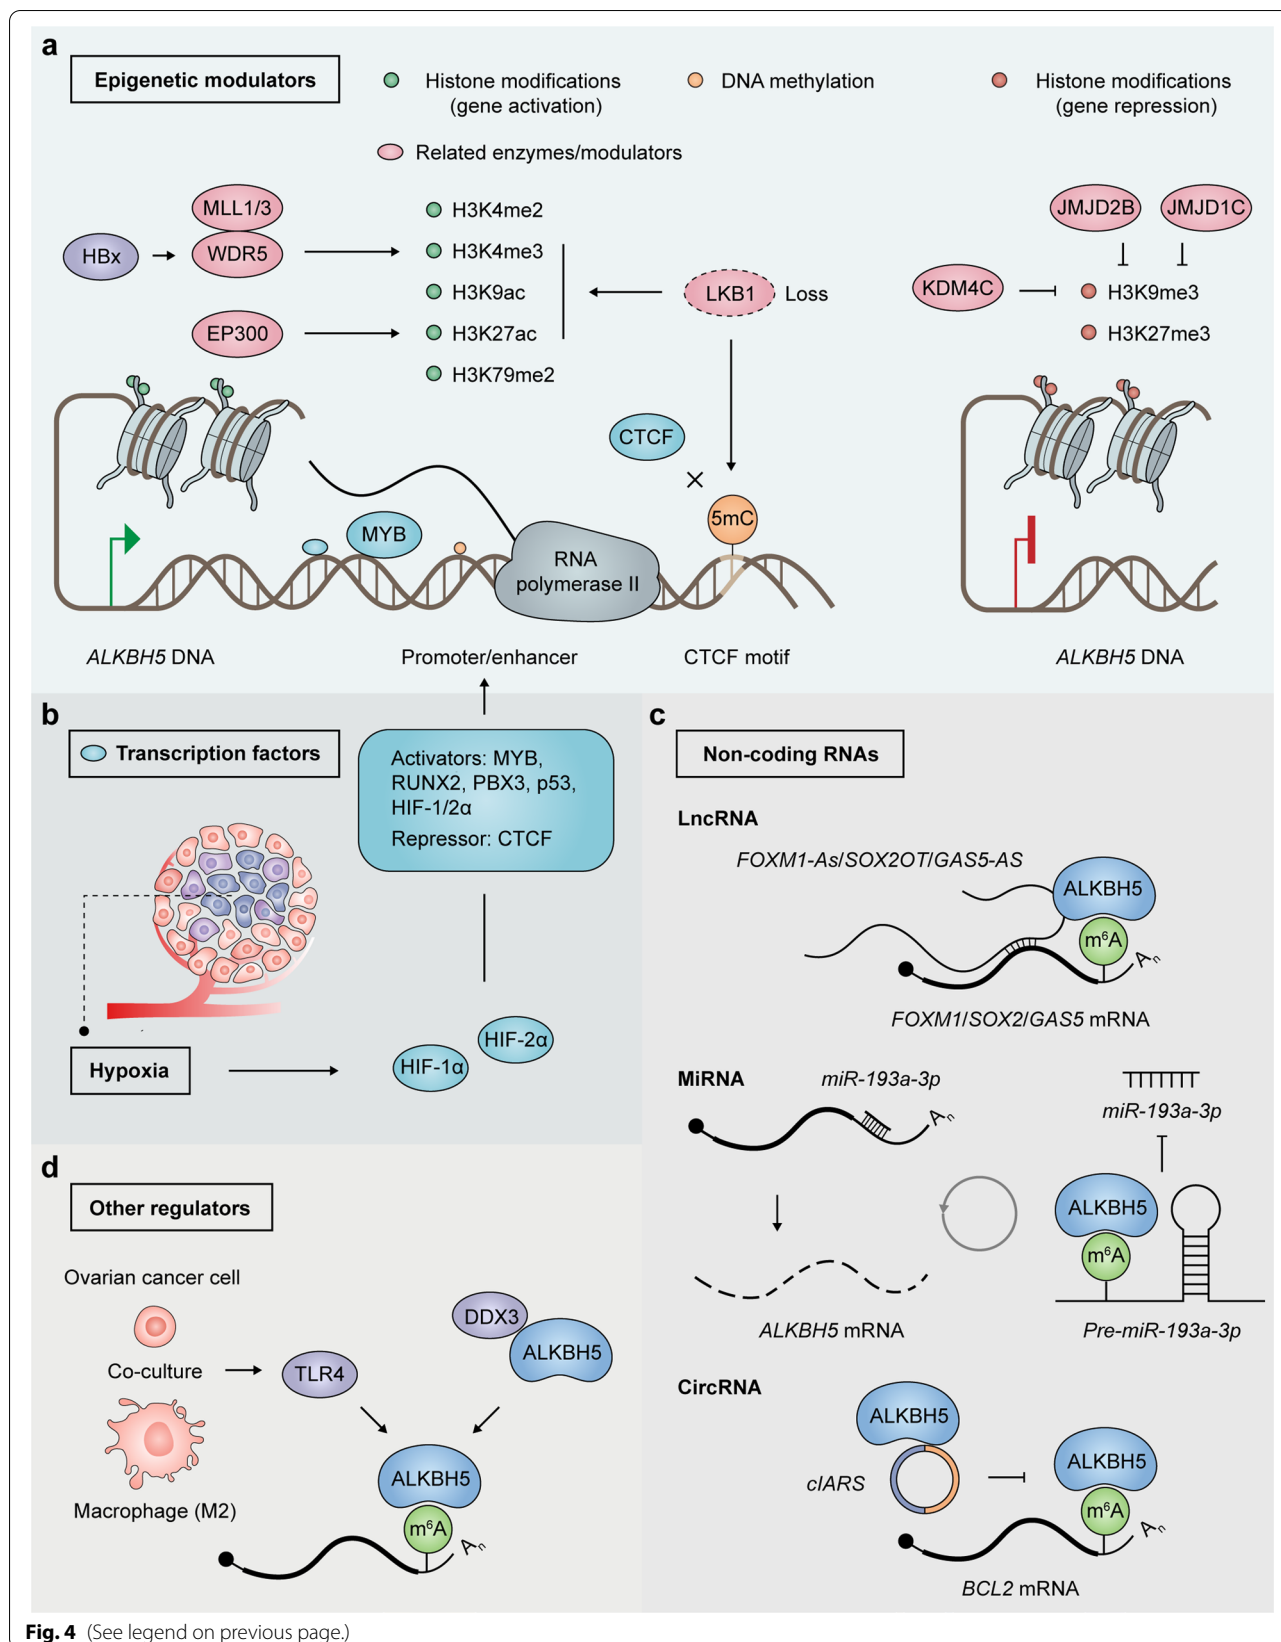 a
Epigenetic modulators
Histone modifications
(gene activation)
DNA methylation
Histone modifications
(gene repression)
Related enzymes/modulators
MLL1/3
WDR5
HBx
EP300
H3K4me2
H3K4me3
H3K9ac
H3K27ac
H3K79me2
LKB1 Loss
JMJD2B
JMJD1C
KDM4C
H3K9me3
H3K27me3
CTCF
5mC
MYB
RNA
polymerase II
ALKBH5 DNA
Promoter/enhancer
CTCF motif
ALKBH5 DNA
b
Transcription factors
Activators: MYB,
RUNX2, PBX3, p53,
HIF-1/2α
Repressor: CTCF
Hypoxia
HIF-1α
HIF-2α
c
Non-coding RNAs
LncRNA
FOXM1-As/SOX2OT/GAS5-AS
ALKBH5
m⁶A
Aₙ
FOXM1/SOX2/GAS5 mRNA
MiRNA
miR-193a-3p
Aₙ
miR-193a-3p
ALKBH5
m⁶A
ALKBH5 mRNA
Pre-miR-193a-3p
CircRNA
ALKBH5
cIARS
ALKBH5
m⁶A
Aₙ
BCL2 mRNA
d
Other regulators
Ovarian cancer cell
Co-culture
Macrophage (M2)
TLR4
DDX3
ALKBH5
ALKBH5
m⁶A
Aₙ
Fig. 4 (See legend on previous page.)